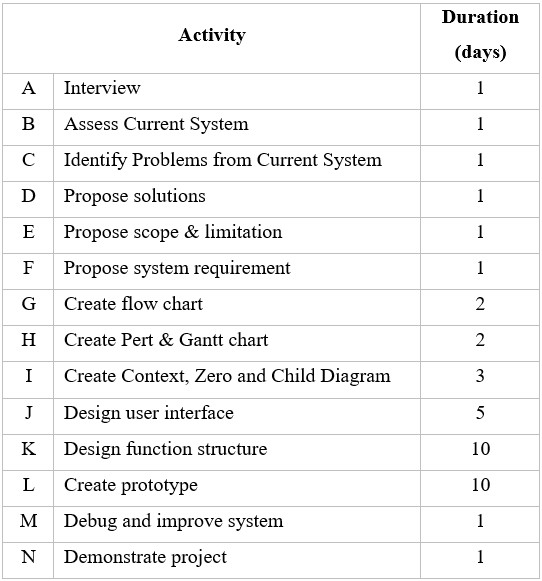 Activity Duration (days)
A Interview 1
B Assess Current System 1
C Identify Problems from Current System 1
D Propose solutions 1
E Propose scope & limitation 1
F Propose system requirement 1
G Create flow chart 2
H Create Pert & Gantt chart 2
I Create Context, Zero and Child Diagram 3
J Design user interface 5
K Design function structure 10
L Create prototype 10
M Debug and improve system 1
N Demonstrate project 1